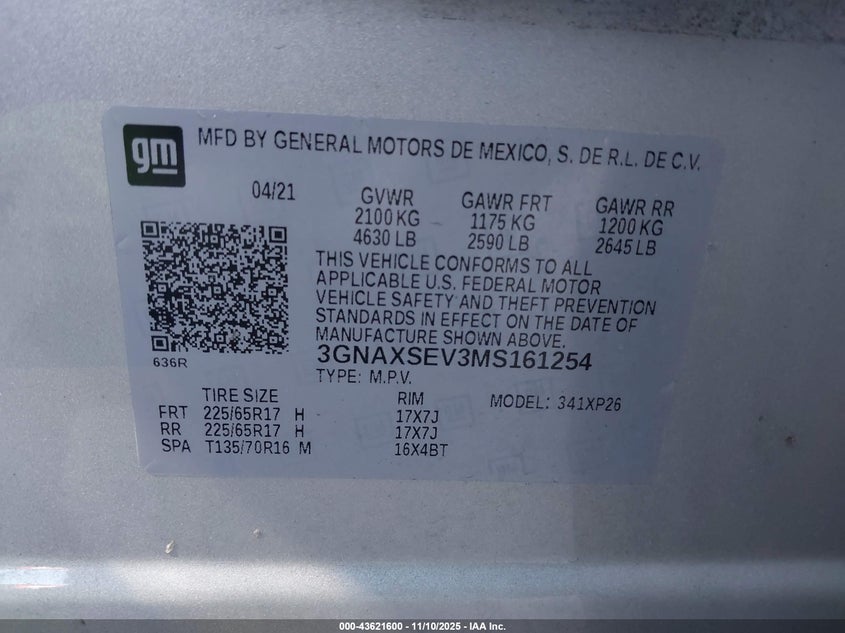 gm
MFD BY GENERAL MOTORS DE MEXICO, S. DE R.L. DE C.V.
04/21 GVWR GAWR FRT GAWR RR
2100 KG 1175 KG 1200 KG
4630 LB 2590 LB 2645 LB
THIS VEHICLE CONFORMS TO ALL
APPLICABLE U.S. FEDERAL MOTOR
VEHICLE SAFETY AND THEFT PREVENTION
STANDARDS IN EFFECT ON THE DATE OF
MANUFACTURE SHOWN ABOVE.
636R 3GNAXSEV3MS161254
TYPE: M.P.V.
TIRE SIZE RIM MODEL: 341XP26
FRT 225/65R17 H 17X7J
RR 225/65R17 H 17X7J
SPA T135/70R16 M 16X4BT
000-43621600 - 11/10/2025 - IAA Inc.